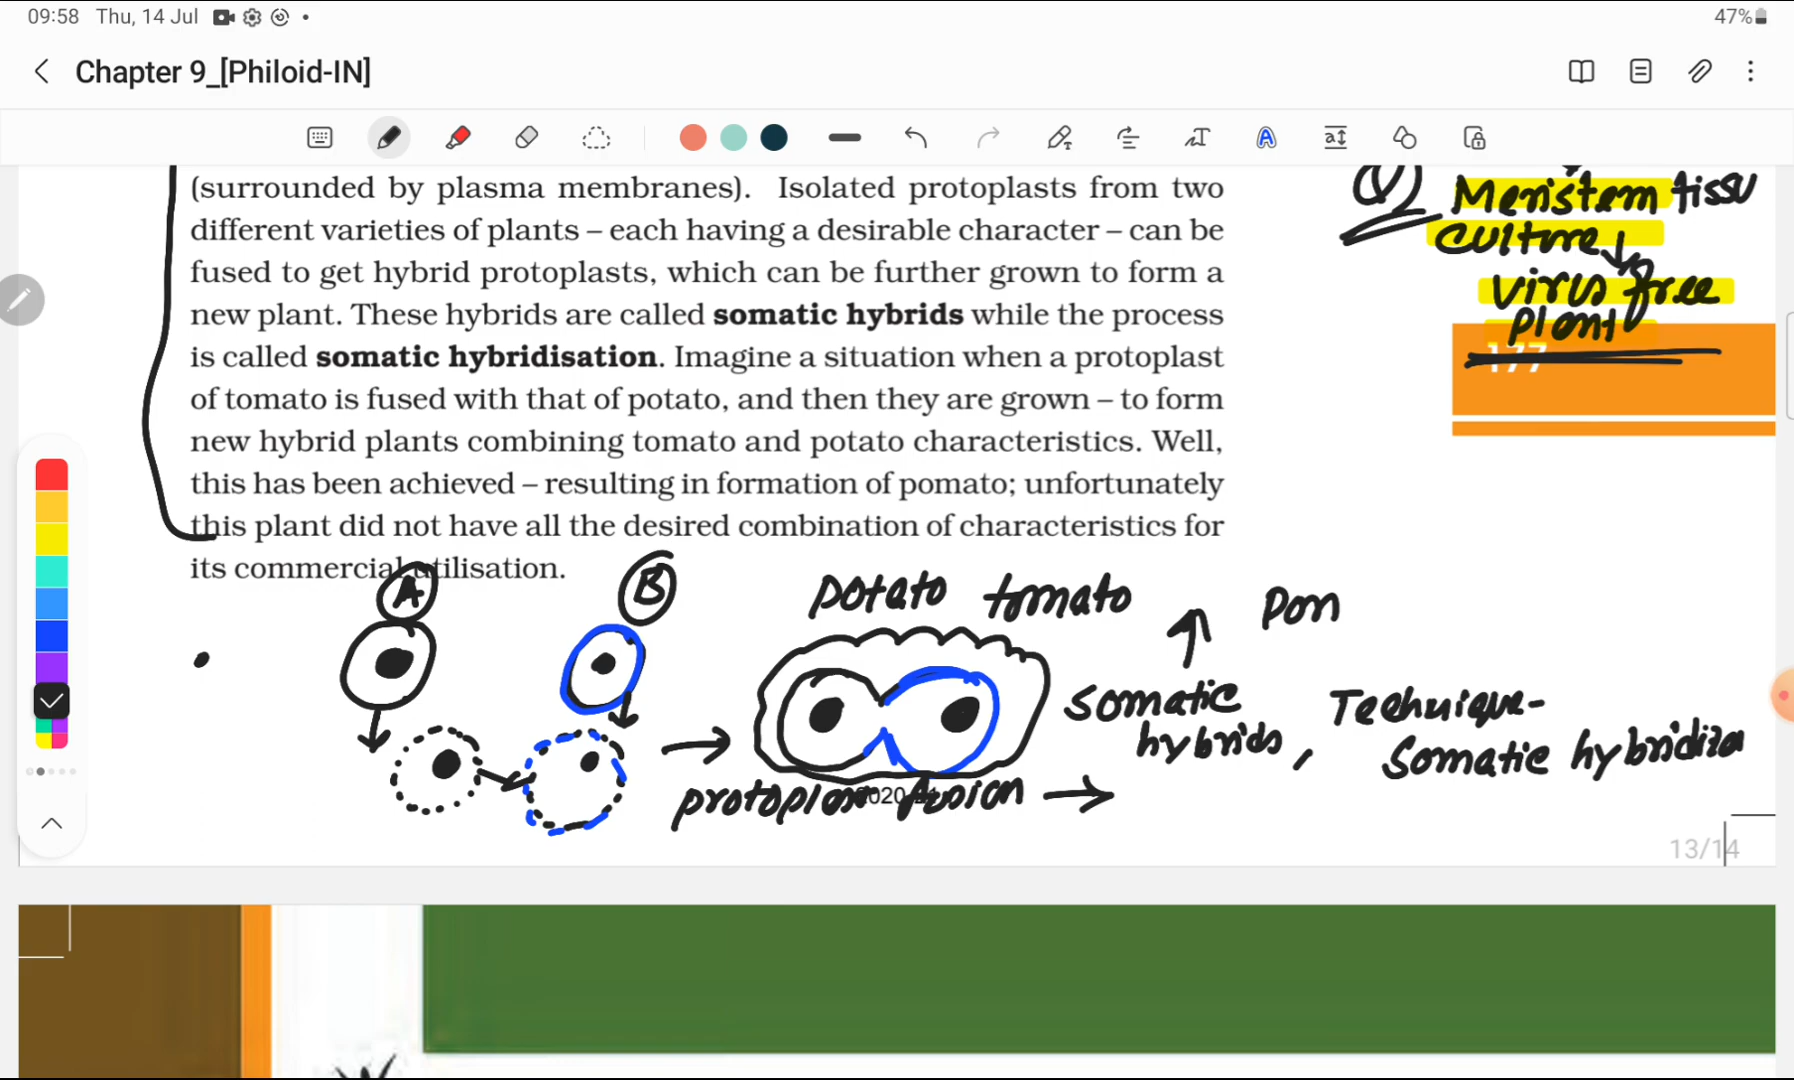 09:58 Thu, 14 Jul
47%
Chapter 9_[Philoid-IN]
(surrounded by plasma membranes). Isolated protoplasts from two
different varieties of plants – each having a desirable character – can be
fused to get hybrid protoplasts, which can be further grown to form a
new plant. These hybrids are called somatic hybrids while the process
is called somatic hybridisation. Imagine a situation when a protoplast
of tomato is fused with that of potato, and then they are grown – to form
new hybrid plants combining tomato and potato characteristics. Well,
this has been achieved – resulting in formation of pomato; unfortunately
this plant did not have all the desired combination of characteristics for
its commercial utilisation.
Meristem tissu
culture
virus free
plant
177
A
B
potato tomato
Pom
Somatic
hybrids,
Technique-
Somatic hybridiza
fusion
13/14